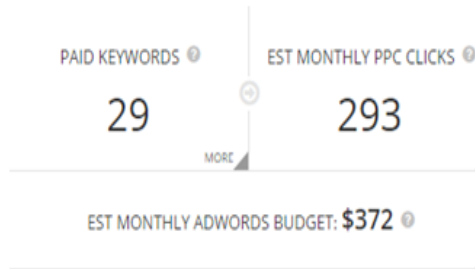 PAID KEYWORDS
EST MONTHLY PPC CLICKS
29
293
MORE
EST MONTHLY ADWORDS BUDGET: $372